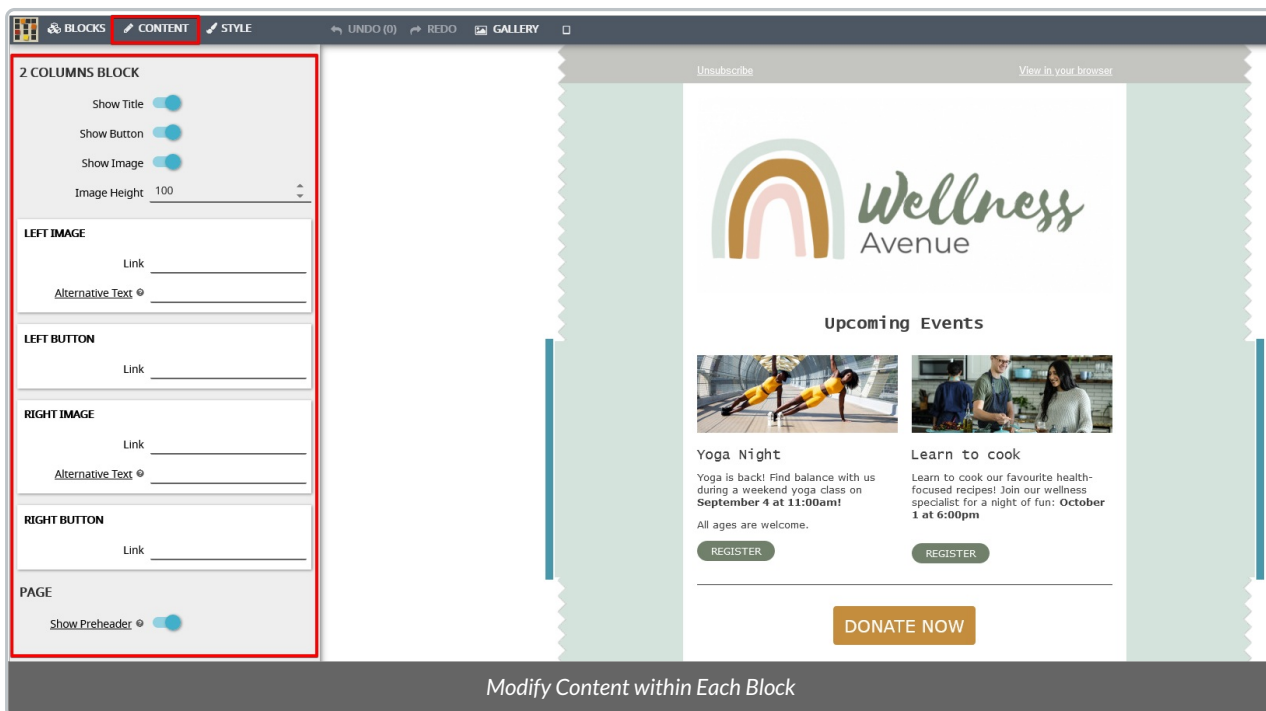 BLOCKS CONTENT STYLE UNDO (0) REDO GALLERY
2 COLUMNS BLOCK
Show Title
Show Button
Show Image
Image Height 100
LEFT IMAGE
Link
Alternative Text
LEFT BUTTON
Link
RIGHT IMAGE
Link
Alternative Text
RIGHT BUTTON
Link
PAGE
Show Preheader
Unsubscribe View in your browser
Wellness
Avenue
Upcoming Events
Yoga Night
Yoga is back! Find balance with us
during a weekend yoga class on
September 4 at 11:00am!
All ages are welcome.
REGISTER
Learn to cook
Learn to cook our favourite health-
focused recipes! Join our wellness
specialist for a night of fun: October
1 at 6:00pm
REGISTER
DONATE NOW
Modify Content within Each Block